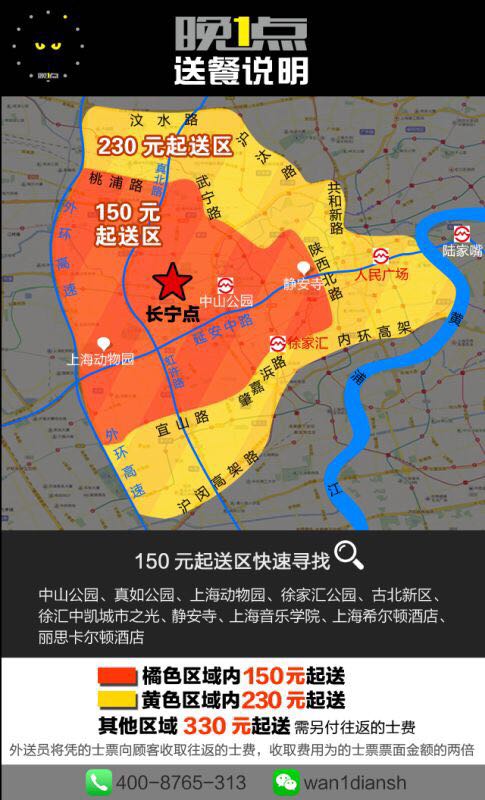 晚1点
晚1点
送餐说明
汶水路
沪汰路
230元起送区
真北路
桃浦路
武宁路
共和新路
外环高速
150元
起送区
陕西北路
陆家嘴
人民广场
静安寺
中山公园
长宁点
延安中路
徐家汇
内环高架
黄浦江
上海动物园
虹许路
肇嘉浜路
宜山路
外环高速
沪闵高架路
150元起送区快速寻找
中山公园、真如公园、上海动物园、徐家汇公园、古北新区、
徐汇中凯城市之光、静安寺、上海音乐学院、上海希尔顿酒店、
丽思卡尔顿酒店
橘色区域内150元起送
黄色区域内230元起送
其他区域 330元起送 需另付往返的士费
外送员将凭的士票向顾客收取往返的士费，收取费用为的士票票面金额的两倍
400-8765-313 wan1diansh